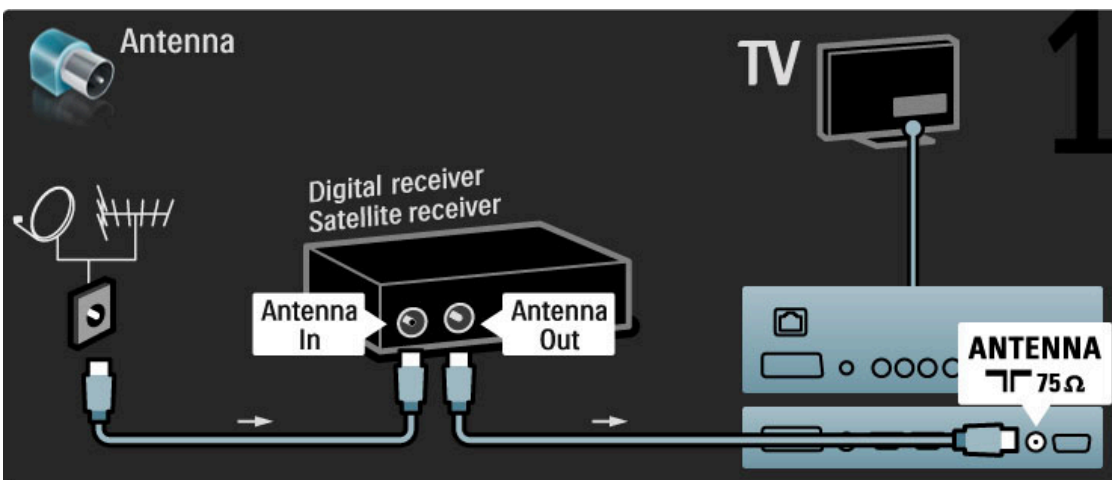 Antenna
TV
1
Digital receiver
Satellite receiver
Antenna
In
Antenna
Out
ANTENNA
75Ω